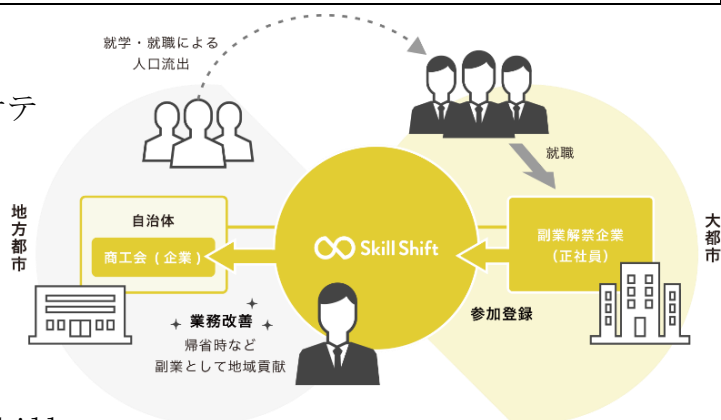 就学・就職による
人口流出
テ
就職
地方都市
自治体
商工会(企業)
Skill Shift
副業解禁企業
(正社員)
大都市
業務改善
帰省時など
副業として地域貢献
参加登録